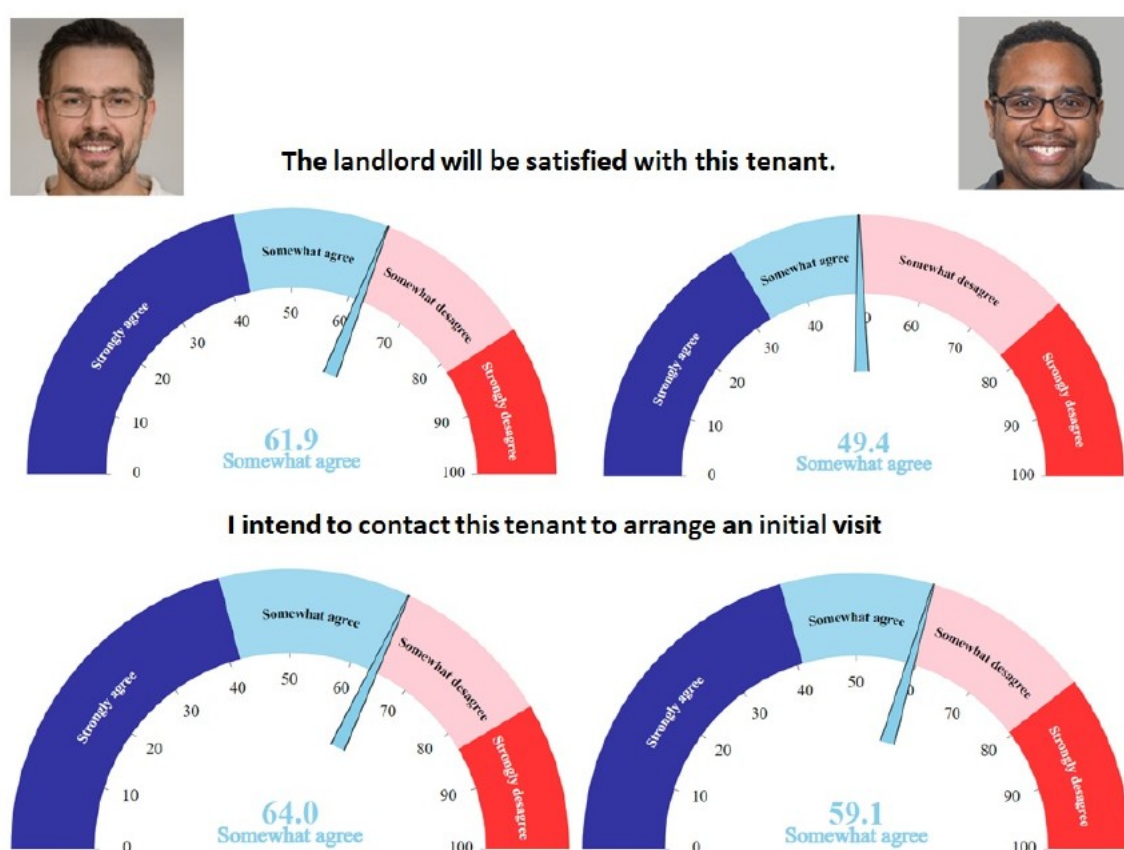 The landlord will be satisfied with this tenant.
Strongly agree
Somewhat agree
Somewhat desagree
Strongly desagree
0
10
20
30
40
50
60
70
80
90
100
61.9
Somewhat agree
Strongly agree
Somewhat agree
Somewhat desagree
Strongly desagree
0
10
20
30
40
60
70
80
90
100
49.4
Somewhat agree
I intend to contact this tenant to arrange an initial visit
Strongly agree
Somewhat agree
Somewhat desagree
Strongly desagree
0
10
20
30
40
50
60
70
80
90
100
64.0
Somewhat agree
Strongly agree
Somewhat agree
Somewhat desagree
Strongly desagree
0
10
20
30
40
50
70
80
90
100
59.1
Somewhat agree